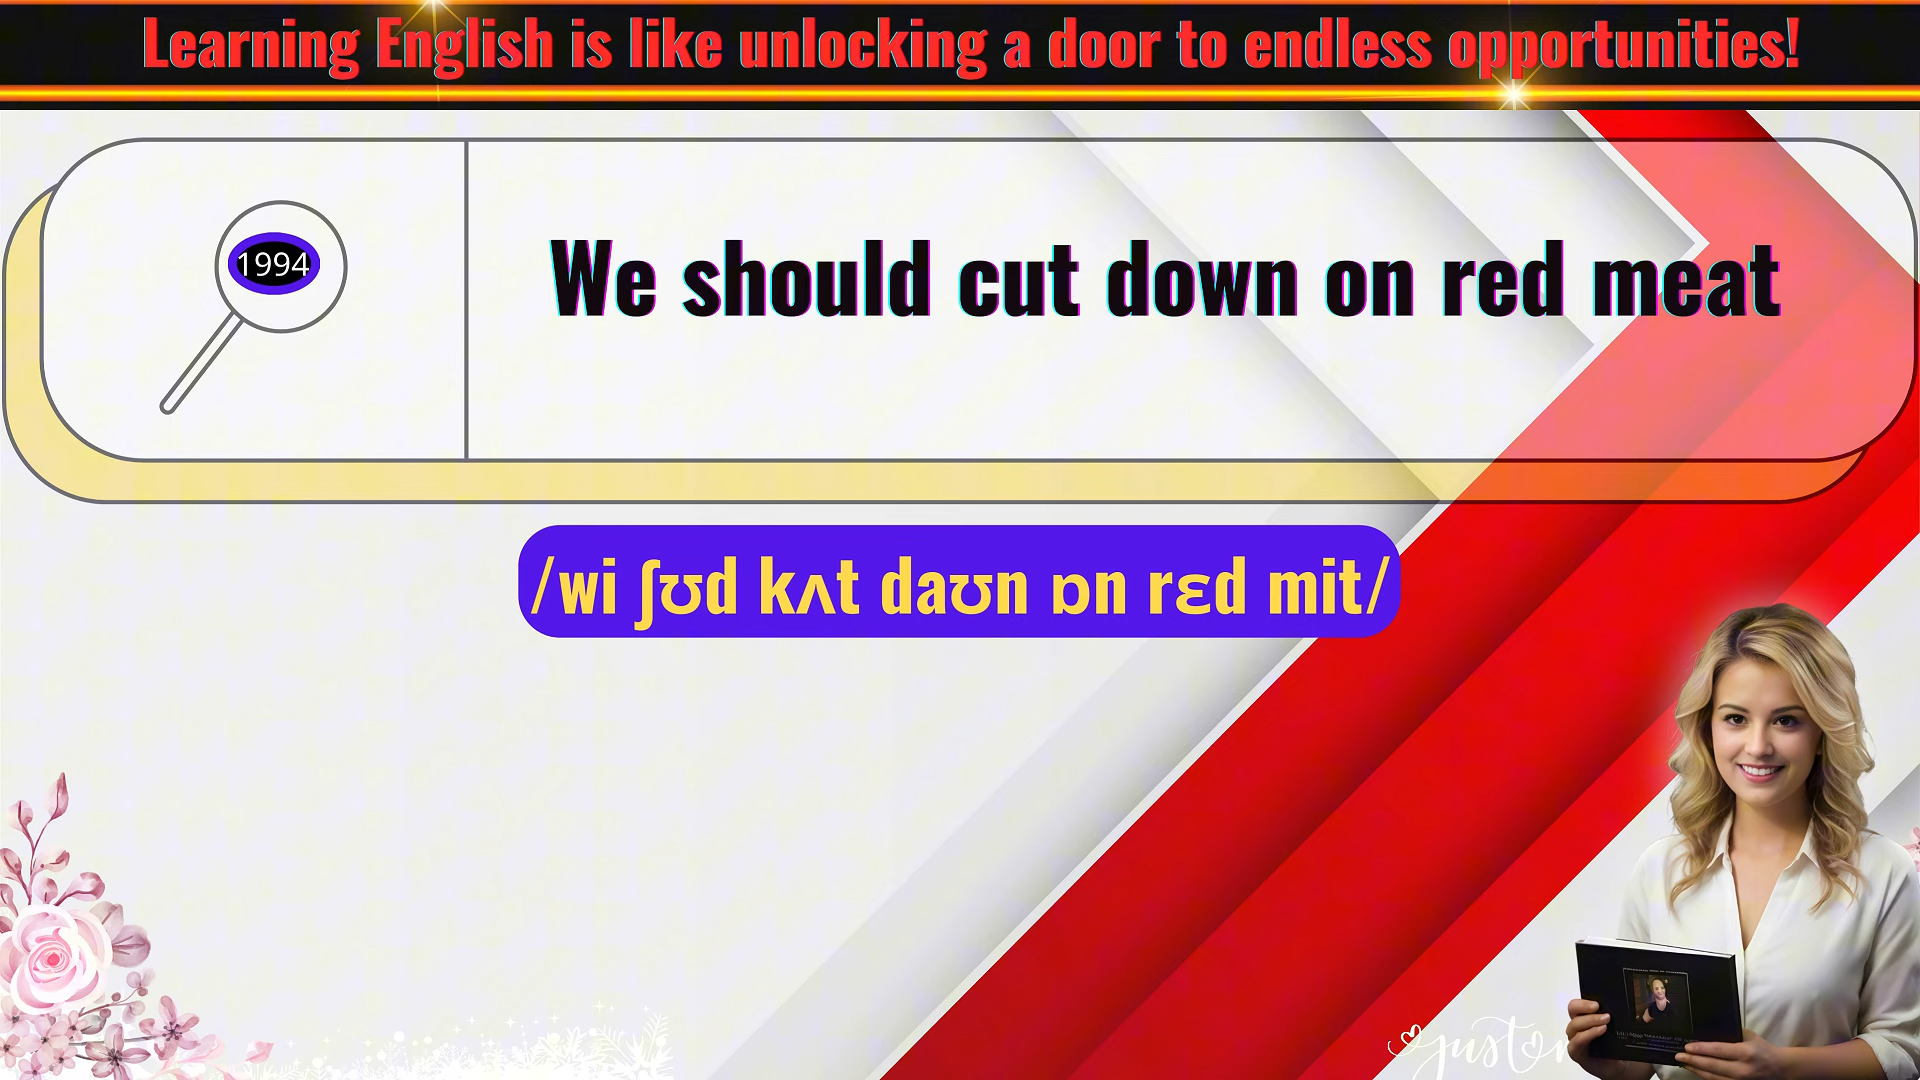 Learning English is like unlocking a door to endless opportunities!
1994
We should cut down on red meat
/wi ʃʊd kʌt daʊn ɒn rɛd mit/
just